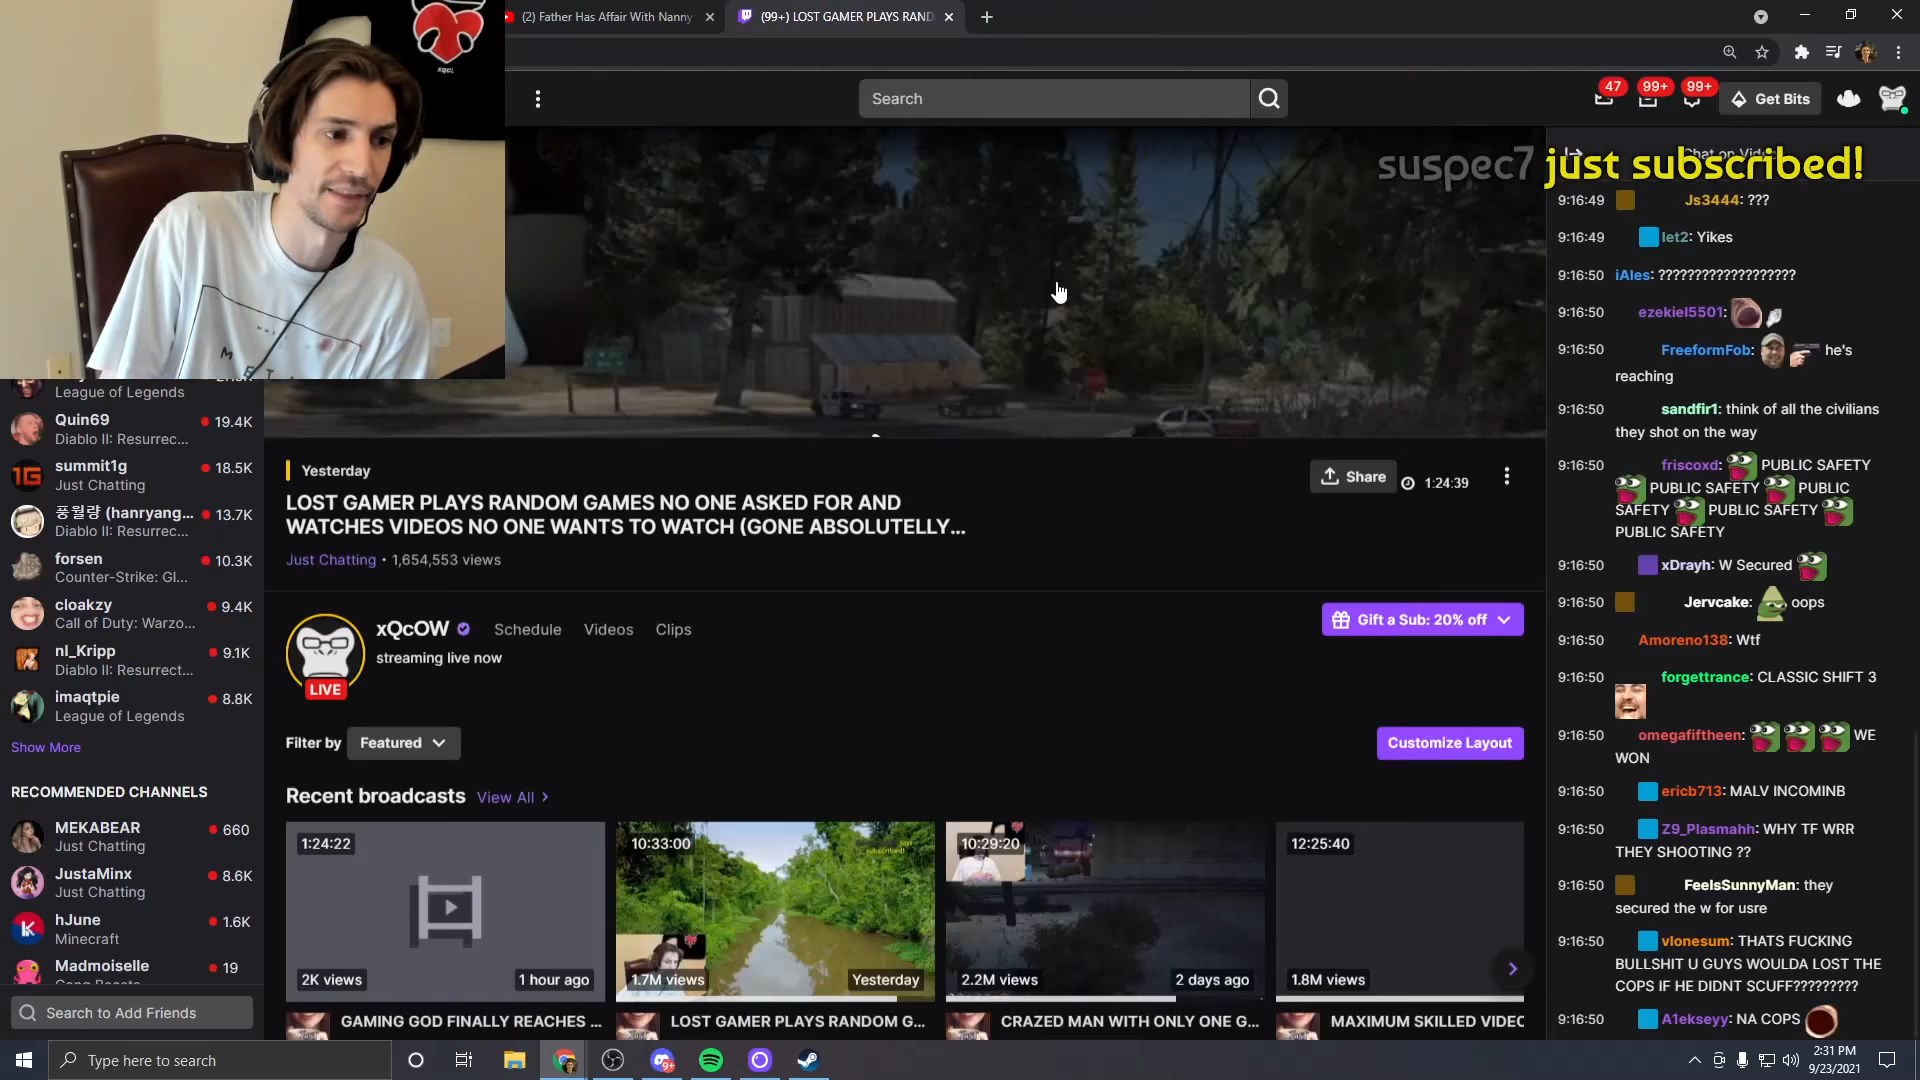 (2) Father Has Affair With Nanny
(99+) LOST GAMER PLAYS RAND
xqcL
Search
47
99+
99+
Get Bits
suspec7 just subscribed!
9:16:49 Js3444: ???
9:16:49 let2: Yikes
9:16:50 iAles: ???????????????????
9:16:50 ezekiel5501:
9:16:50 FreeformFob: he's
reaching
9:16:50 sandfir1: think of all the civilians
they shot on the way
9:16:50 friscoxd: PUBLIC SAFETY
PUBLIC SAFETY PUBLIC
SAFETY PUBLIC SAFETY
PUBLIC SAFETY
9:16:50 xDrayh: W Secured
9:16:50 Jervcake: oops
9:16:50 Amoreno138: Wtf
9:16:50 forgettrance: CLASSIC SHIFT 3
9:16:50 omegafiftheen: WE
WON
9:16:50 ericb713: MALV INCOMINB
9:16:50 Z9_Plasmahh: WHY TF WRR
THEY SHOOTING ??
9:16:50 FeelsSunnyMan: they
secured the w for usre
9:16:50 vlonesum: THATS FUCKING
BULLSHIT U GUYS WOULDA LOST THE
COPS IF HE DIDNT SCUFF?????????
9:16:50 A1ekseyy: NA COPS
League of Legends
Quin69 19.4K
Diablo II: Resurrec...
summit1g 18.5K
Just Chatting
풍월량 (hanryang... 13.7K
Diablo II: Resurrec...
forsen 10.3K
Counter-Strike: Gl...
cloakzy 9.4K
Call of Duty: Warzo...
nl_Kripp 9.1K
Diablo II: Resurrect...
imaqtpie 8.8K
League of Legends
Show More
RECOMMENDED CHANNELS
MEKABEAR 660
Just Chatting
JustaMinx 8.6K
Just Chatting
hJune 1.6K
Minecraft
Madmoiselle 19
Search to Add Friends
Yesterday
LOST GAMER PLAYS RANDOM GAMES NO ONE ASKED FOR AND
WATCHES VIDEOS NO ONE WANTS TO WATCH (GONE ABSOLUTELLY...
Just Chatting • 1,654,553 views
Share
1:24:39
xQcOW
Schedule
Videos
Clips
streaming live now
LIVE
Gift a Sub: 20% off
Filter by
Featured
Customize Layout
Recent broadcasts
View All
1:24:22
2K views
1 hour ago
GAMING GOD FINALLY REACHES ...
10:33:00
1.7M views
Yesterday
LOST GAMER PLAYS RANDOM G...
10:29:20
2.2M views
2 days ago
CRAZED MAN WITH ONLY ONE G...
12:25:40
1.8M views
MAXIMUM SKILLED VIDEO
Type here to search
2:31 PM
9/23/2021